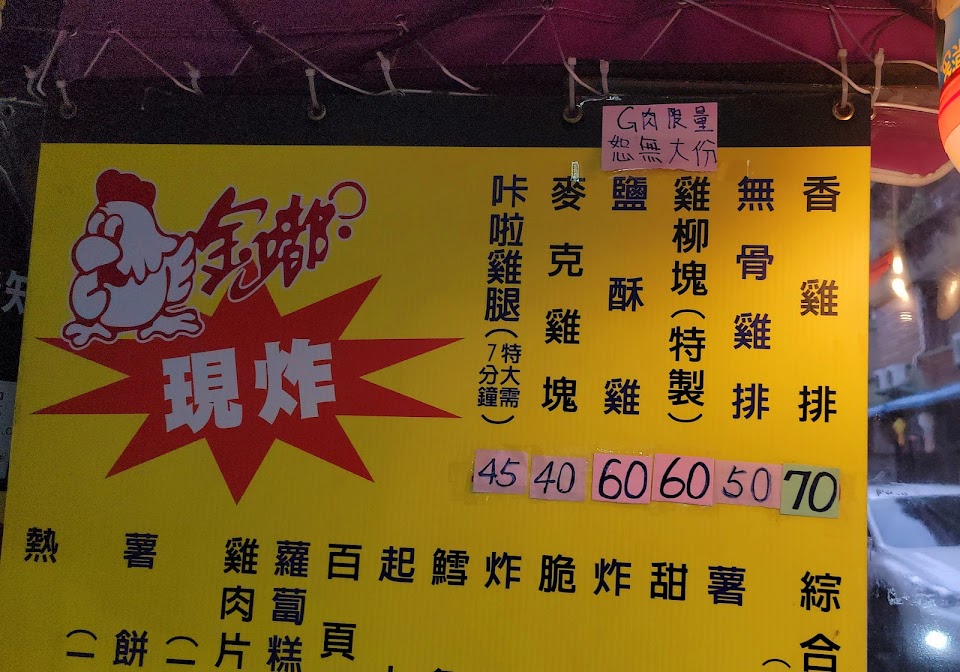 G肉限量
恕無大份
金嘟
現炸
香雞排
70
無骨雞排
50
雞柳塊(特製)
60
鹽酥雞
60
麥克雞塊
40
咔啦雞腿(特大需7分鐘)
45
綜合
薯
甜
炸
脆
炸
鱈
起
百頁
蘿蔔糕
雞肉片
薯餅
熱